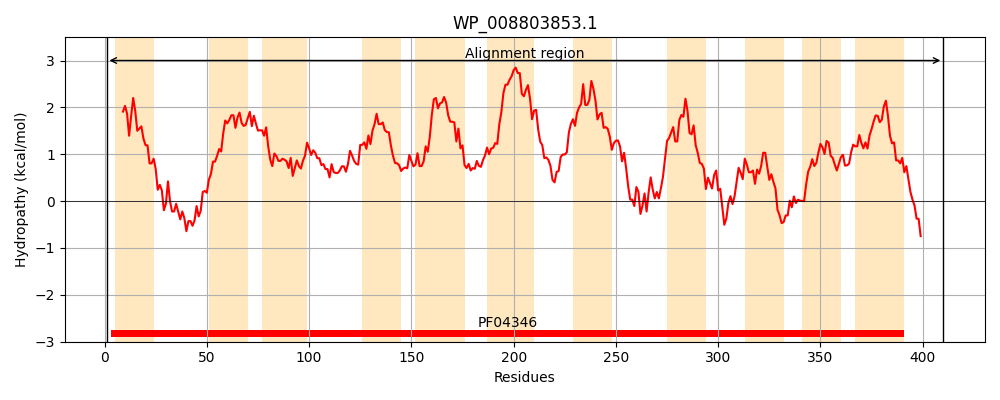 WP_008803853.1
Alignment region
Hydropathy (kcal/mol)
3
2
1
0
−1
−2
−3
PF04346
0 50 100 150 200 250 300 350 400
Residues